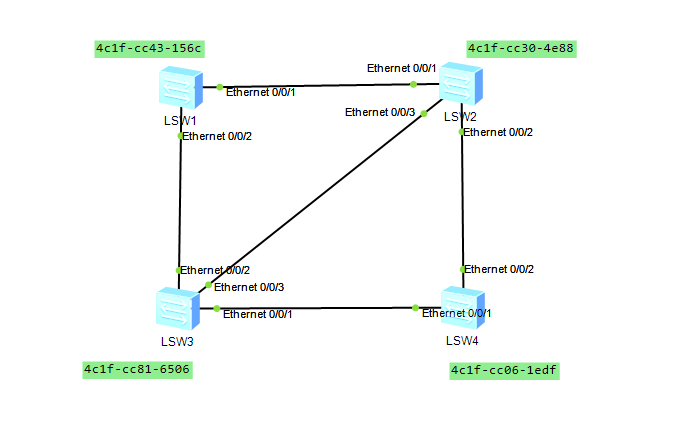 4c1f-cc43-156c
4c1f-cc30-4e88
Ethernet 0/0/1
Ethernet 0/0/1
Ethernet 0/0/3
LSW1
LSW2
Ethernet 0/0/2
Ethernet 0/0/2
Ethernet 0/0/2
Ethernet 0/0/2
Ethernet 0/0/3
Ethernet 0/0/1
Ethernet 0/0/1
LSW3
LSW4
4c1f-cc81-6506
4c1f-cc06-1edf